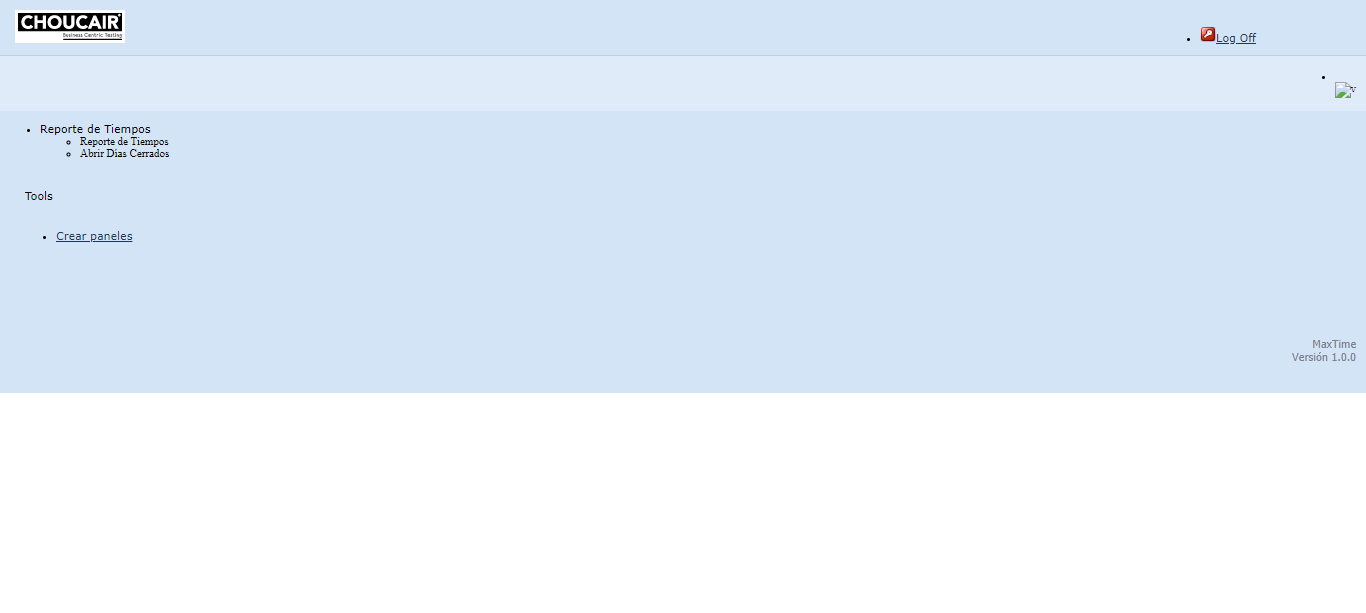 CHOUCAIR
Business Centric Testing
Log Off
v
Reporte de Tiempos
Reporte de Tiempos
Abrir Dias Cerrados
Tools
Crear paneles
MaxTime
Versión 1.0.0